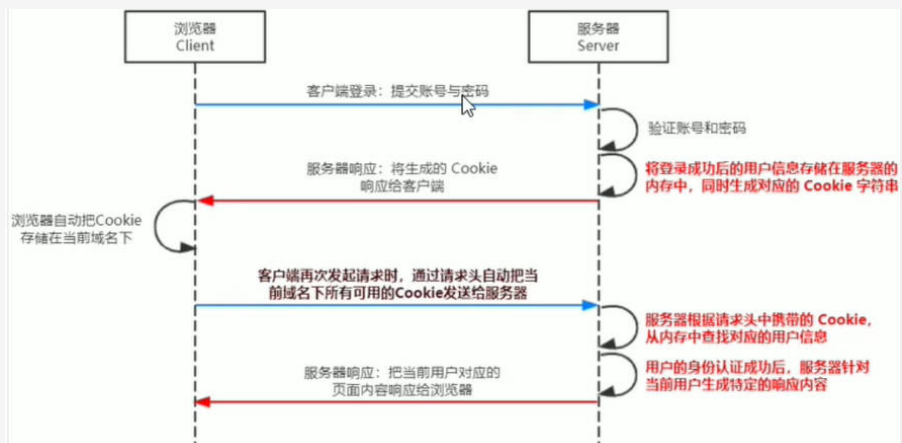 浏览器
Client
服务器
Server
客户端登录：提交账号与密码
验证账号和密码
服务器响应：将生成的 Cookie
响应给客户端
将登录成功后的用户信息存储在服务器的
内存中，同时生成对应的 Cookie 字符串
浏览器自动把Cookie
存储在当前域名下
客户端再次发起请求时，通过请求头自动把当
前域名下所有可用的Cookie发送给服务器
服务器根据请求头中携带的 Cookie，
从内存中查找对应的用户信息
服务器响应：把当前用户对应的
页面内容响应给浏览器
用户的身份认证成功后，服务器针对
当前用户生成特定的响应内容